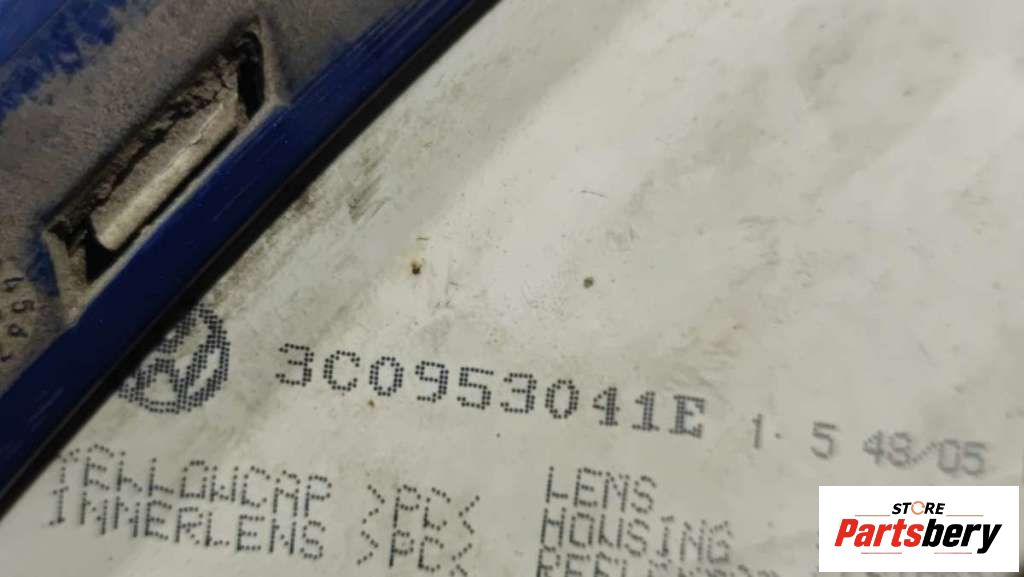 3C0953041E 1. 5 48/05
YELLOWCAP >PC< LENS
INNERLENS >PC< HOUSING
STORE
Partsbery